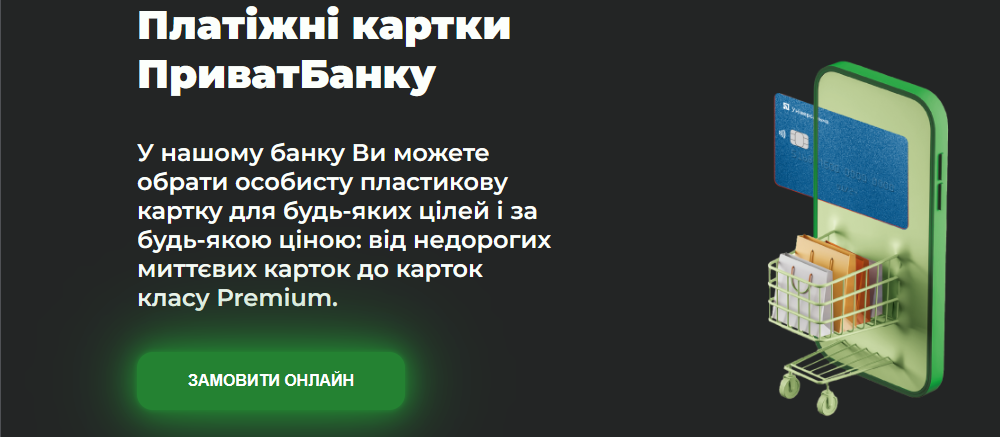 Платіжні картки
ПриватБанку
У нашому банку Ви можете
обрати особисту пластикову
картку для будь-яких цілей і за
будь-якою ціною: від недорогих
миттєвих карток до карток
класу Premium.
ЗАМОВИТИ ОНЛАЙН